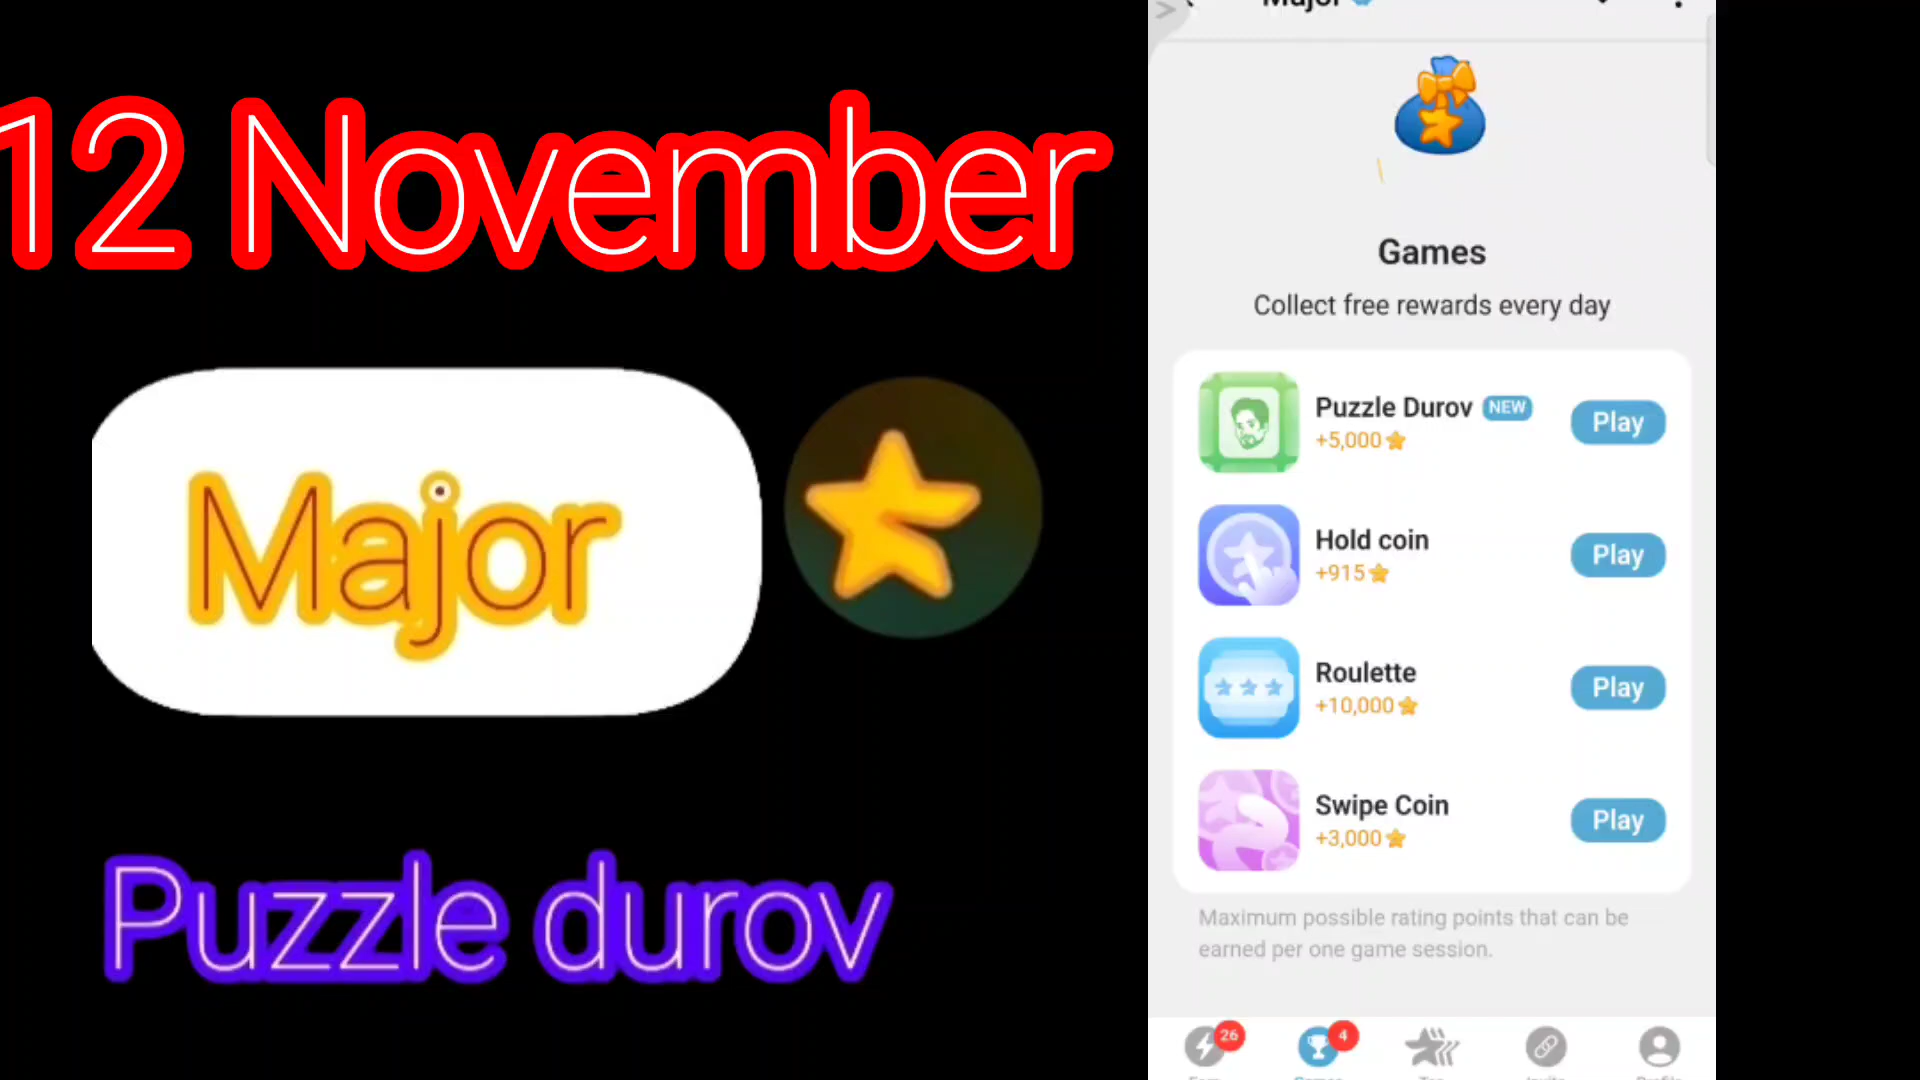 12 November
Major
Puzzle durov
Major
Games
Collect free rewards every day
Puzzle Durov NEW
+5,000
Play
Hold coin
+915
Play
Roulette
+10,000
Play
Swipe Coin
+3,000
Play
Maximum possible rating points that can be
earned per one game session.
26
4